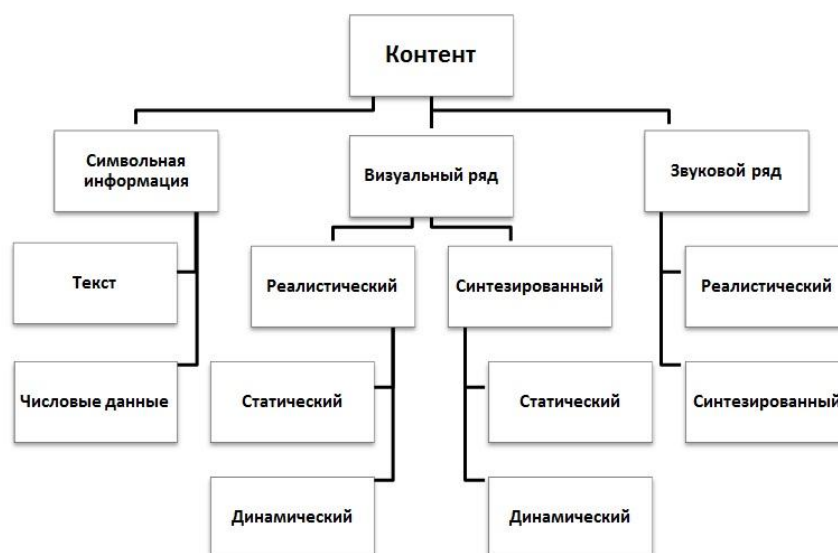 Контент
Символьная
информация
Визуальный ряд
Звуковой ряд
Текст
Реалистический
Синтезированный
Реалистический
Числовые данные
Статический
Статический
Синтезированный
Динамический
Динамический